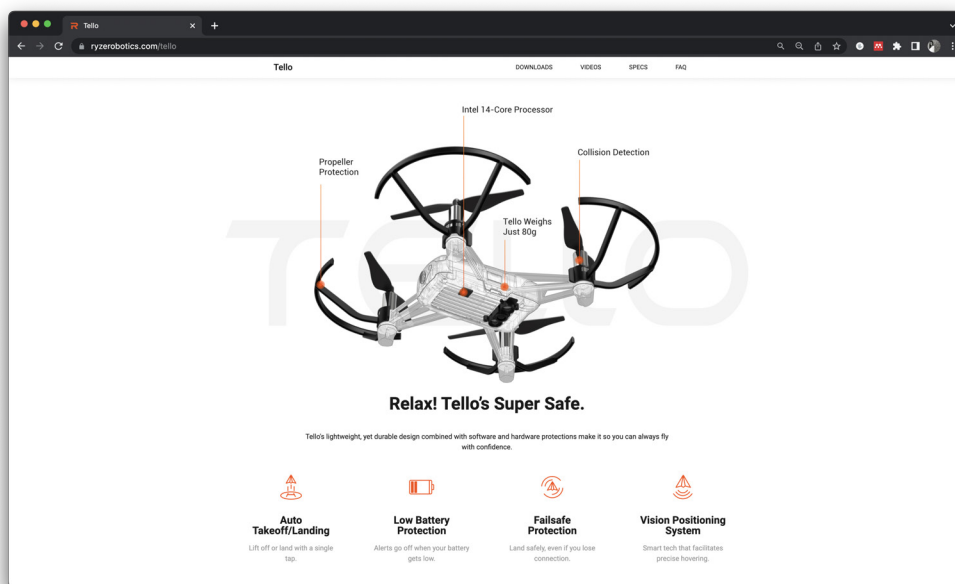 Tello
ryzerobotics.com/tello
Tello
DOWNLOADS
VIDEOS
SPECS
FAQ
Intel 14-Core Processor
Collision Detection
Propeller
Protection
Tello Weighs
Just 80g
TELLO
Relax! Tello's Super Safe.
Tello's lightweight, yet durable design combined with software and hardware protections make it so you can always fly
with confidence.
Auto
Takeoff/Landing
Lift off or land with a single
tap.
Low Battery
Protection
Alerts go off when your battery
gets low.
Failsafe
Protection
Land safely, even if you lose
connection.
Vision Positioning
System
Smart tech that facilitates
precise hovering.